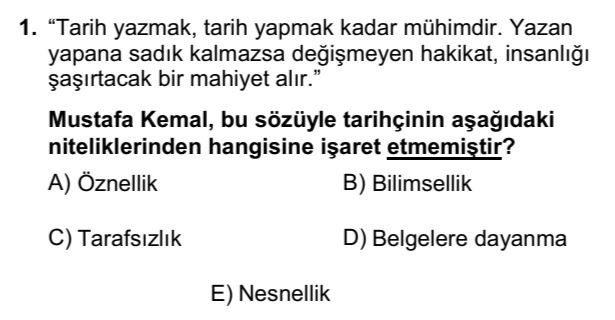 1. “Tarih yazmak, tarih yapmak kadar mühimdir. Yazan
yapana sadık kalmazsa değişmeyen hakikat, insanlığı
şaşırtacak bir mahiyet alır.”
Mustafa Kemal, bu sözüyle tarihçinin aşağıdaki
niteliklerinden hangisine işaret etmemiştir?
A) Öznellik B) Bilimsellik
C) Tarafsızlık D) Belgelere dayanma
E) Nesnellik